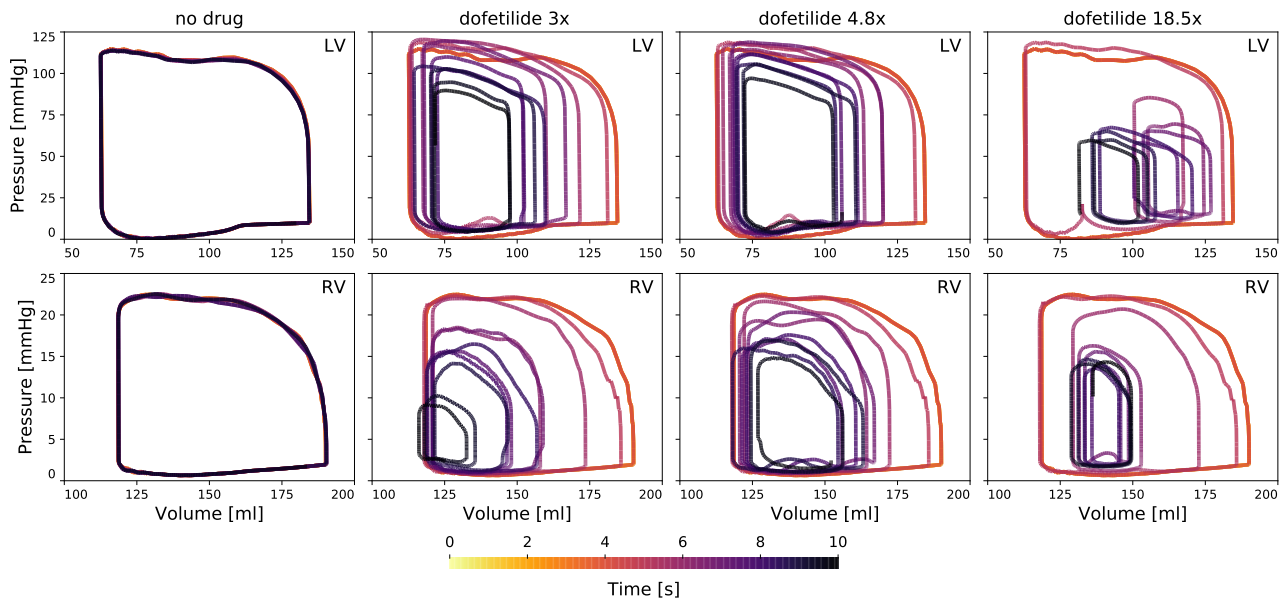 no drug
dofetilide 3x
dofetilide 4.8x
dofetilide 18.5x
125
100
75
50
25
0
Pressure [mmHg]
LV
LV
LV
LV
50 75 100 125 150
50 75 100 125 150
50 75 100 125 150
50 75 100 125 150
25
20
15
10
5
0
Pressure [mmHg]
RV
RV
RV
RV
100 125 150 175 200
100 125 150 175 200
100 125 150 175 200
100 125 150 175 200
Volume [ml]
Volume [ml]
Volume [ml]
Volume [ml]
0 2 4 6 8 10
Time [s]